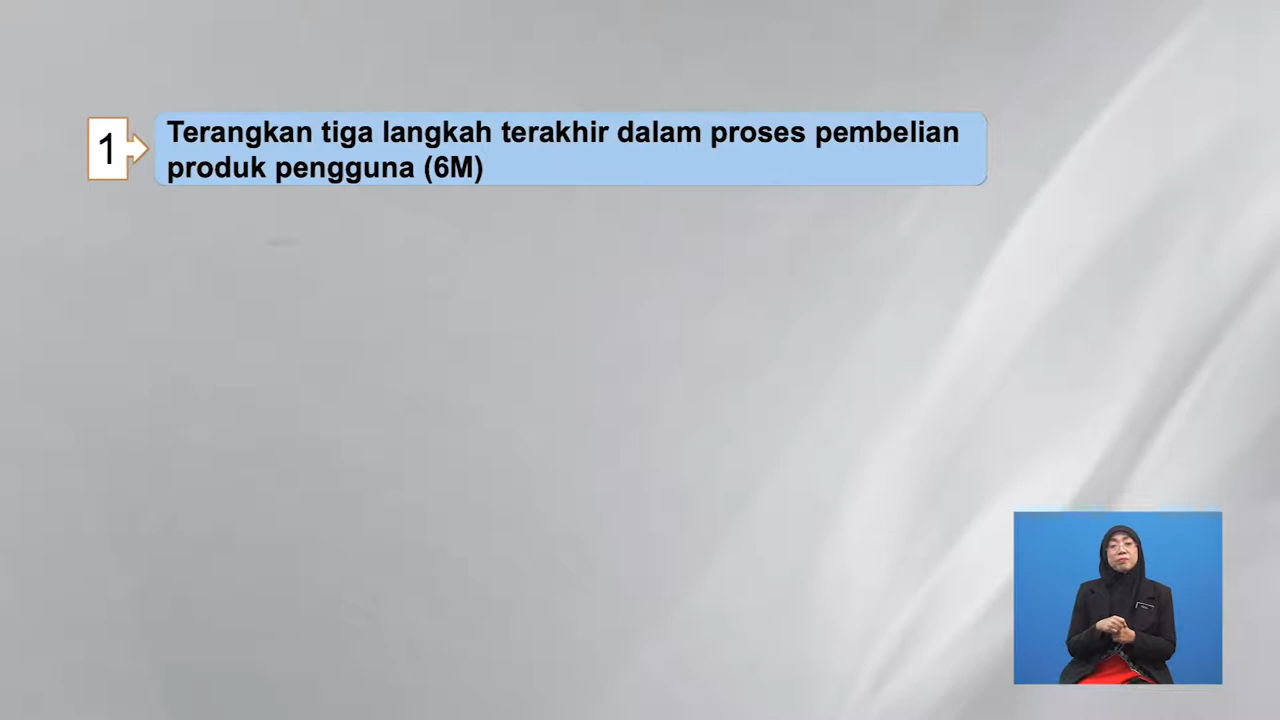 1
Terangkan tiga langkah terakhir dalam proses pembelian
produk pengguna (6M)